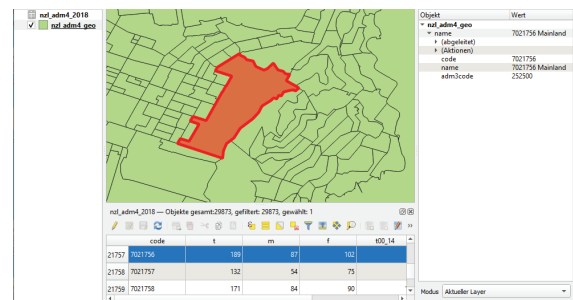 nzl_adm4_2018
nzl_adm4_geo
Objekt Wert
nzl_adm4_geo
name 7021756 Mainland
(abgeleitet)
(Aktionen)
code 7021756
name 7021756 Mainland
adm3code 252500
nzl_adm4_2018 — Objekte gesamt:29873, gefiltert: 29873, gewählt: 1
code t m f t00_14
21757 7021756 189 87 102
21758 7021757 132 54 75
21759 7021758 171 84 90
Modus Aktueller Layer